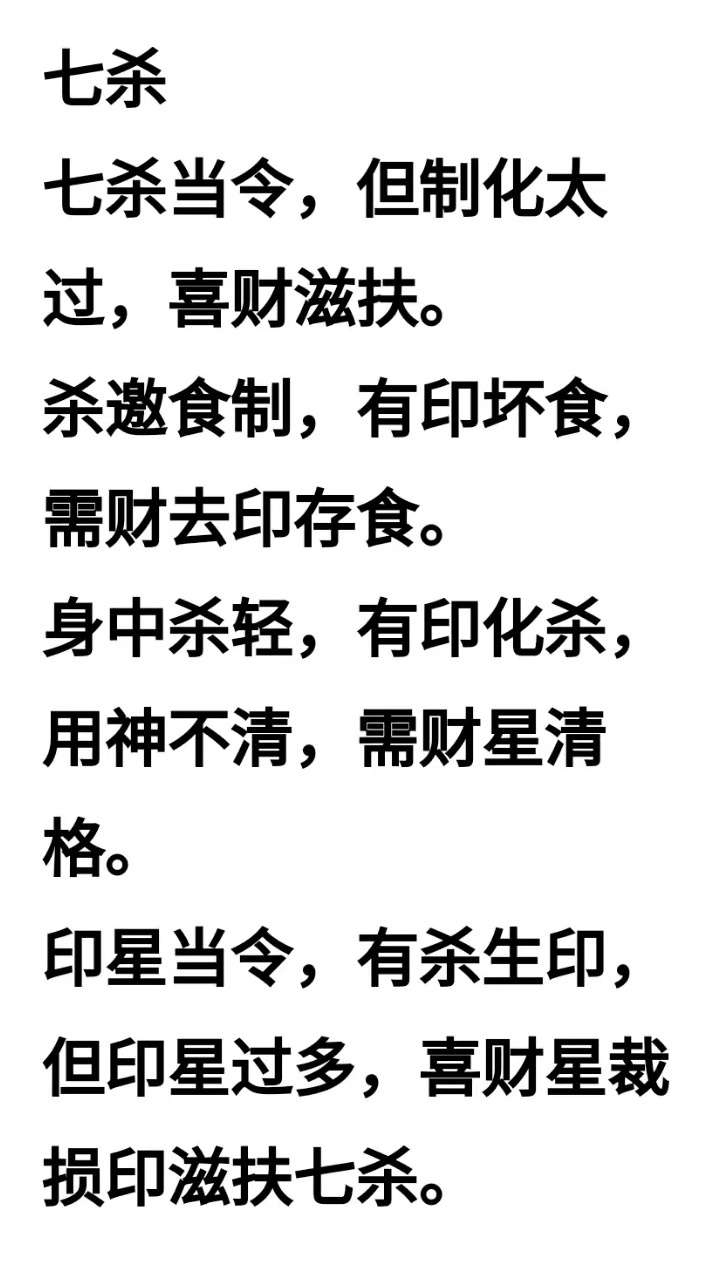 七杀
七杀当令，但制化太
过，喜财滋扶。
杀邀食制，有印坏食，
需财去印存食。
身中杀轻，有印化杀，
用神不清，需财星清
格。
印星当令，有杀生印，
但印星过多，喜财星裁
损印滋扶七杀。